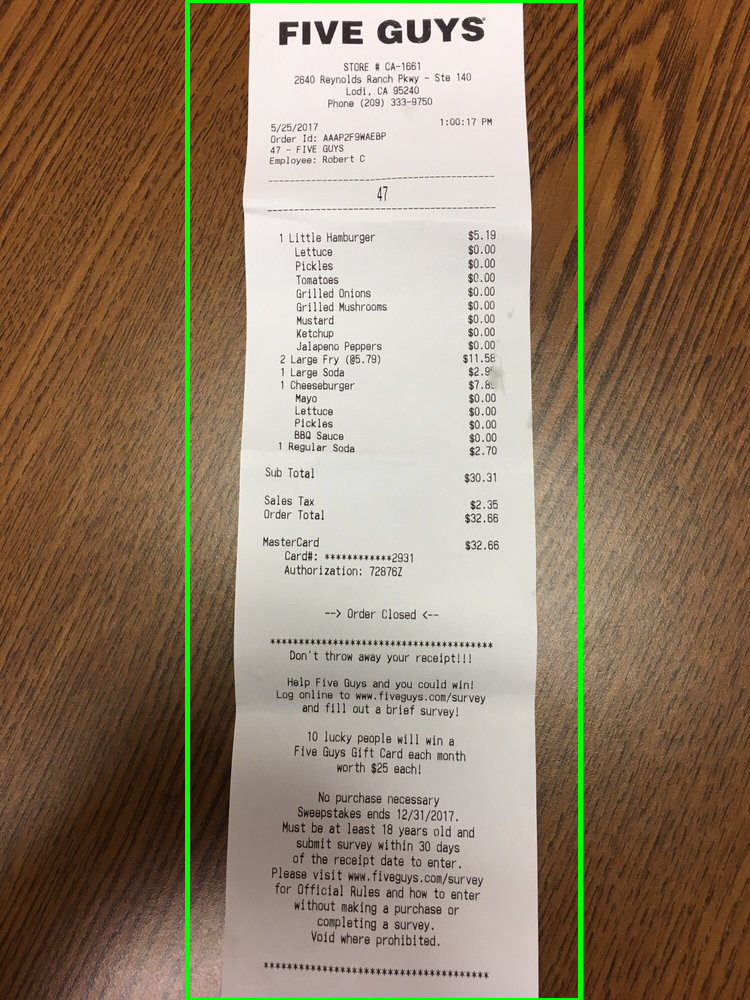 FIVE GUYS
STORE # CA-1661
2640 Reynolds Ranch Pkwy - Ste 140
Lodi, CA 95240
Phone (209) 333-9750
5/25/2017 1:00:17 PM
Order Id: AAAP2F9WAEBP
47 - FIVE GUYS
Employee: Robert C
47
1 Little Hamburger $5.19
Lettuce $0.00
Pickles $0.00
Tomatoes $0.00
Grilled Onions $0.00
Grilled Mushrooms $0.00
Mustard $0.00
Ketchup $0.00
Jalapeno Peppers $0.00
2 Large Fry (@5.79) $11.58
1 Large Soda
1 Cheeseburger
Mayo $0.00
Lettuce $0.00
Pickles $0.00
BBQ Sauce $0.00
1 Regular Soda $2.70
Sub Total $30.31
Sales Tax $2.35
Order Total $32.66
MasterCard $32.66
Card#: ************2931
Authorization: 72876Z
--> Order Closed <--
Don't throw away your receipt!!!
Help Five Guys and you could win!
Log online to www.fiveguys.com/survey
and fill out a brief survey!
10 lucky people will win a
Five Guys Gift Card each month
worth $25 each!
No purchase necessary
Sweepstakes ends 12/31/2017.
Must be at least 18 years old and
submit survey within 30 days
of the receipt date to enter.
Please visit www.fiveguys.com/survey
for Official Rules and how to enter
without making a purchase or
completing a survey.
Void where prohibited.